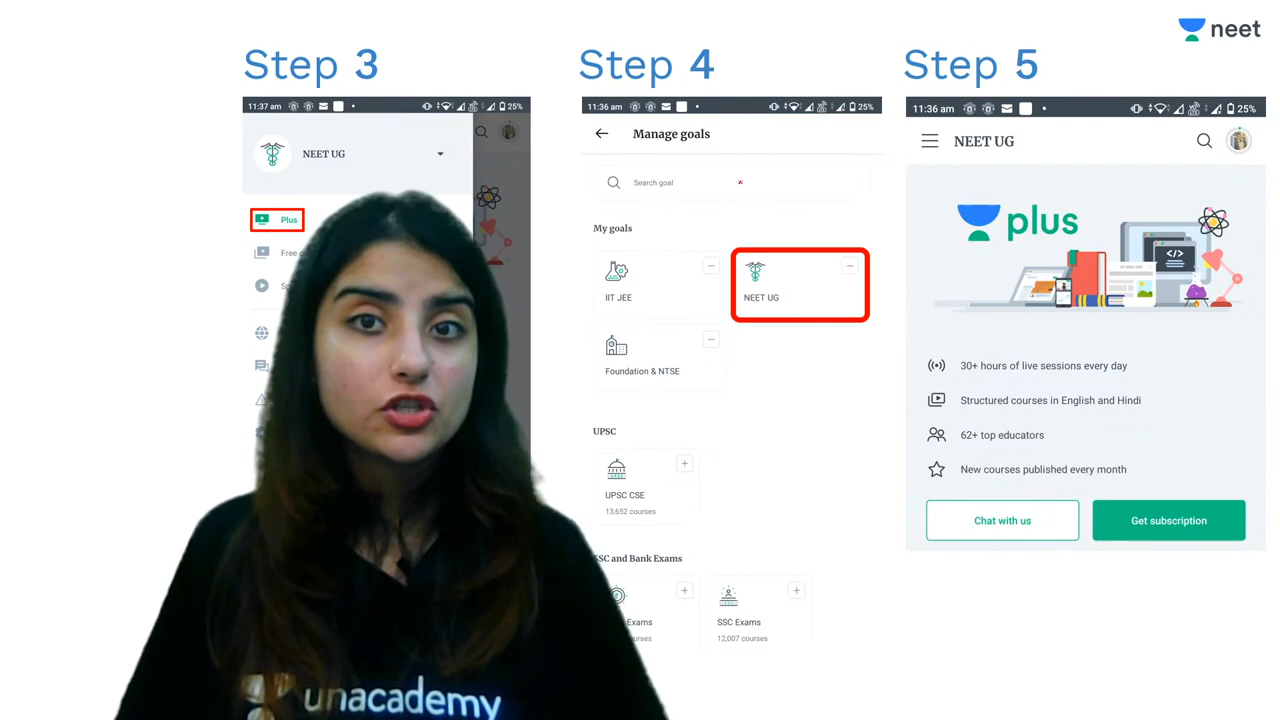 neet
Step 3
Step 4
Step 5
11:37 am
25%
NEET UG
Plus
Free
11:36 am
25%
Manage goals
Search goal
My goals
IIT JEE
NEET UG
Foundation & NTSE
UPSC
UPSC CSE
13,652 courses
SSC and Bank Exams
Exams
SSC Exams
12,007 courses
11:36 am
25%
NEET UG
plus
30+ hours of live sessions every day
Structured courses in English and Hindi
62+ top educators
New courses published every month
Chat with us
Get subscription
unacademy